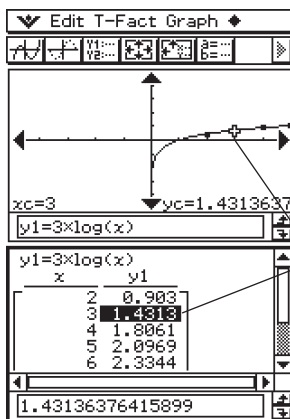 Edit T-Fact Graph
xc=3 yc=1.4313637
y1=3×log(x)
y1=3×log(x)
x y1
2 0.903
3 1.4313
4 1.8061
5 2.0969
6 2.3344
1.43136376415899